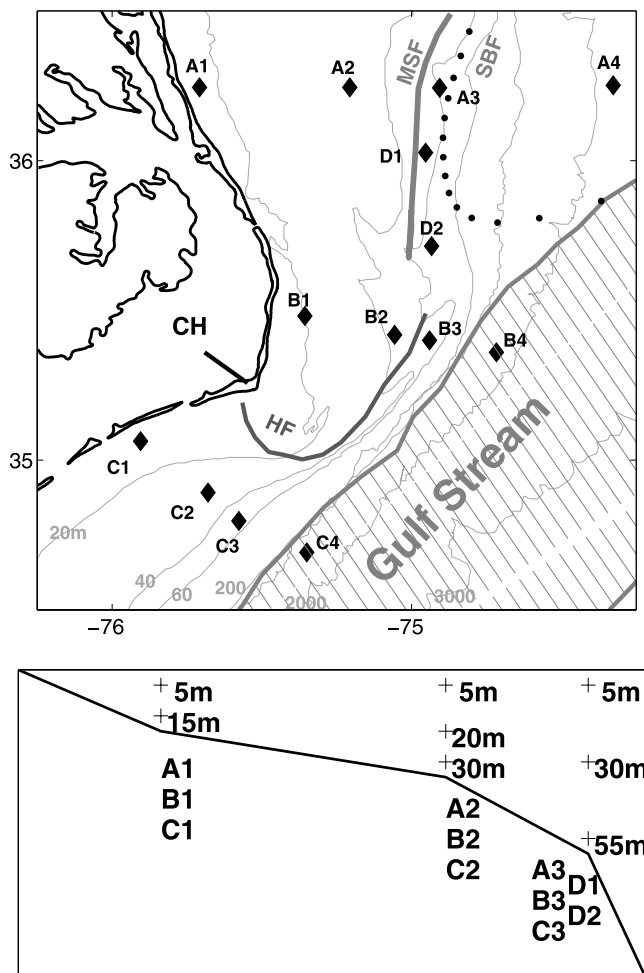 A1
A2
MSF
SBF
A4
A3
36
D1
D2
B1
B2
B3
B4
CH
HF
35
C1
C2
C3
C4
Gulf Stream
20m
40
60
200
2000
3000
−76
−75
5m
5m
5m
15m
20m
30m
30m
55m
A1
B1
C1
A2
B2
C2
A3
D1
B3
D2
C3